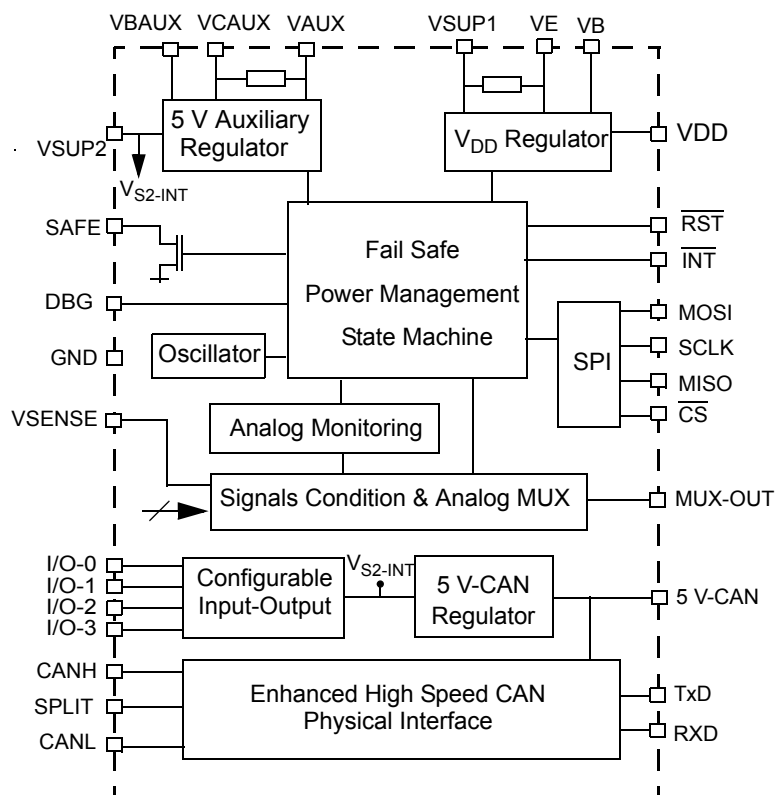 VBAUX VCAUX VAUX VSUP1 VE VB
5 V Auxiliary
Regulator
VDD Regulator
VSUP2
VDD
VS2-INT
SAFE
RST
Fail Safe
INT
Power Management
DBG
State Machine
MOSI
GND
Oscillator
SPI
SCLK
MISO
CS
VSENSE
Analog Monitoring
Signals Condition & Analog MUX
MUX-OUT
I/O-0
I/O-1
I/O-2
I/O-3
Configurable
Input-Output
VS2-INT
5 V-CAN
Regulator
5 V-CAN
CANH
SPLIT
CANL
Enhanced High Speed CAN
Physical Interface
TxD
RXD